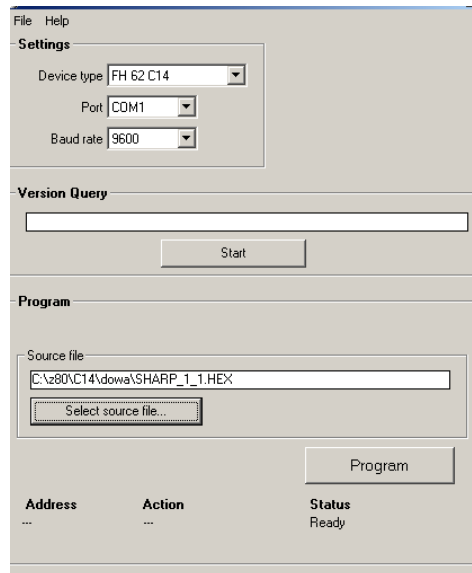 File Help
Settings
Device type FH 62 C14
Port COM1
Baud rate 9600
Version Query
Start
Program
Source file
C:\z80\C14\dowa\SHARP_1_1.HEX
Select source file...
Program
Address Action Status
--- --- Ready